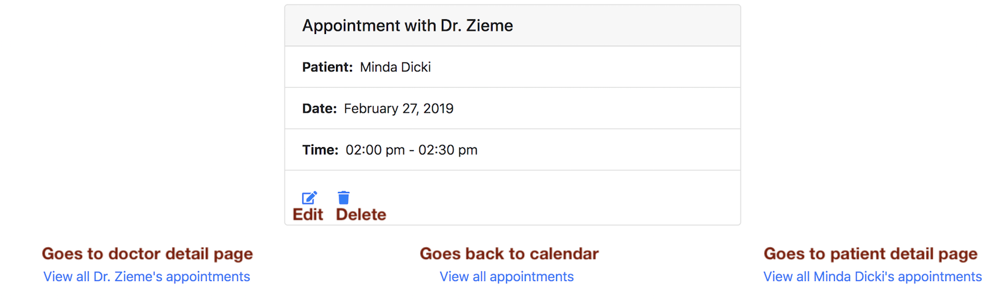 Appointment with Dr. Zieme
Patient: Minda Dicki
Date: February 27, 2019
Time: 02:00 pm - 02:30 pm
Edit Delete
Goes to doctor detail page Goes back to calendar Goes to patient detail page
View all Dr. Zieme's appointments View all appointments View all Minda Dicki's appointments